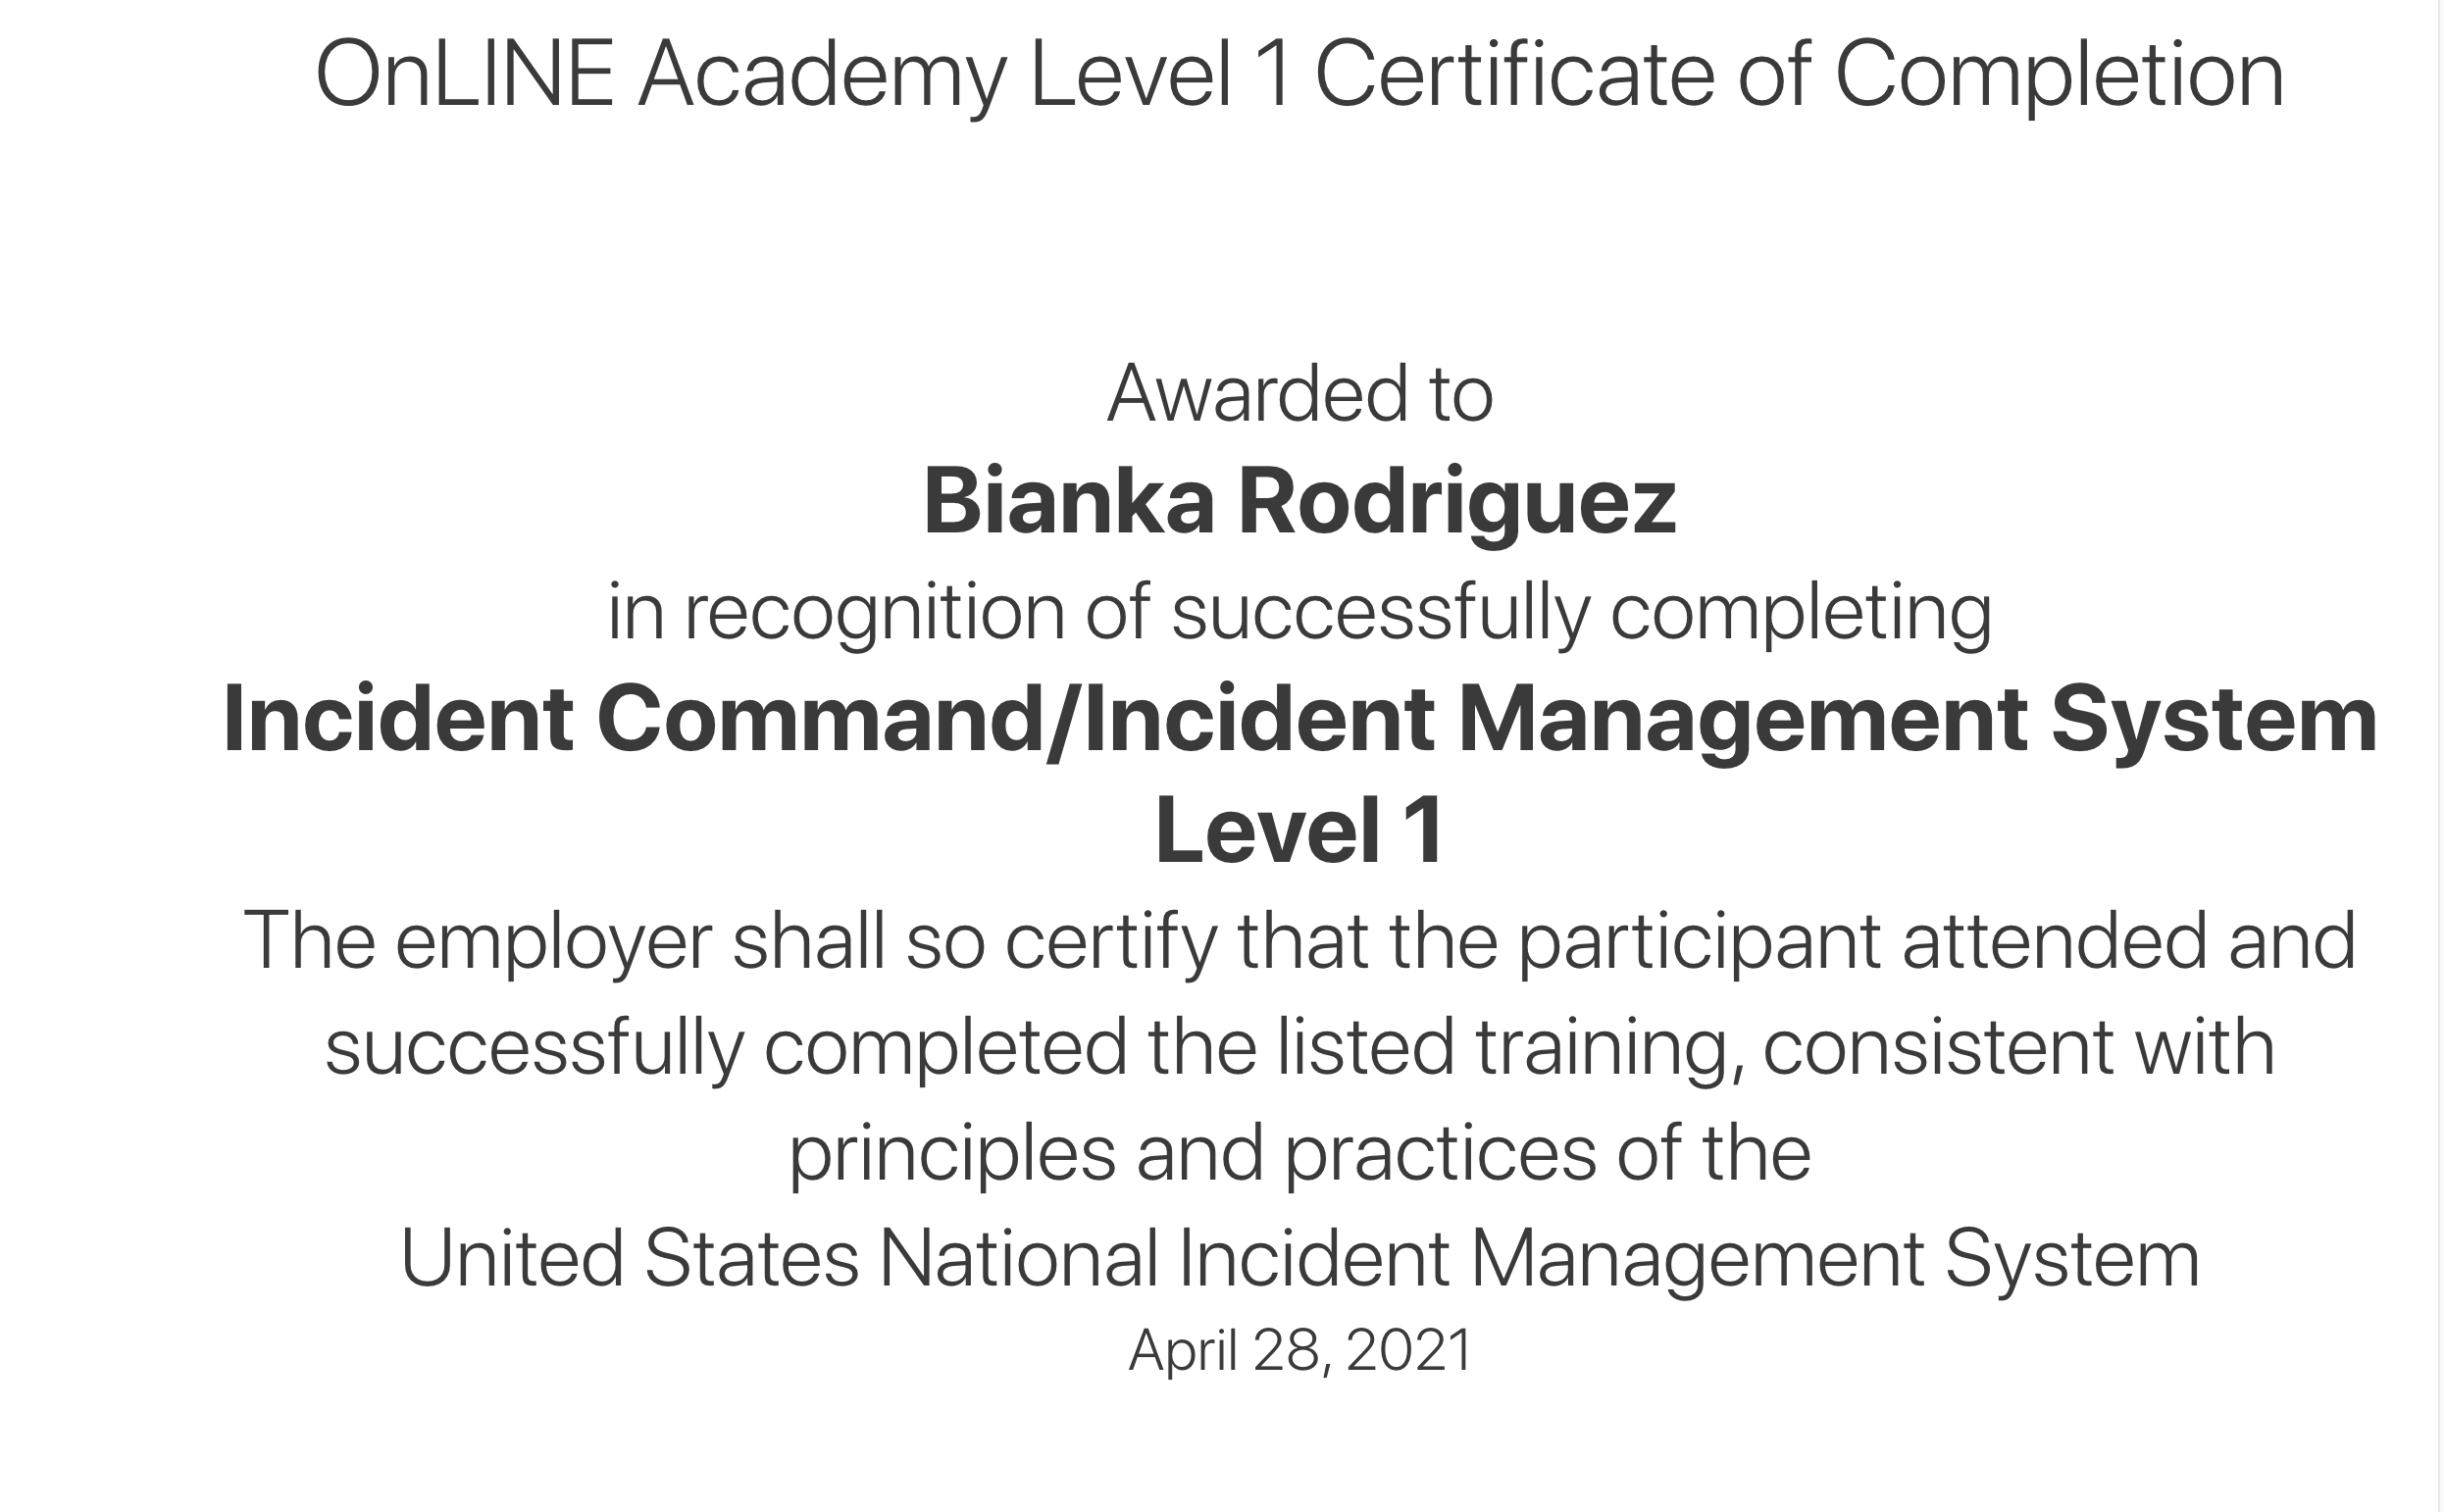 OnLINE Academy Level 1 Certificate of Completion
Awarded to
Bianka Rodriguez
in recognition of successfully completing
Incident Command/Incident Management System
Level 1
The employer shall so certify that the participant attended and
successfully completed the listed training, consistent with
principles and practices of the
United States National Incident Management System
April 28, 2021